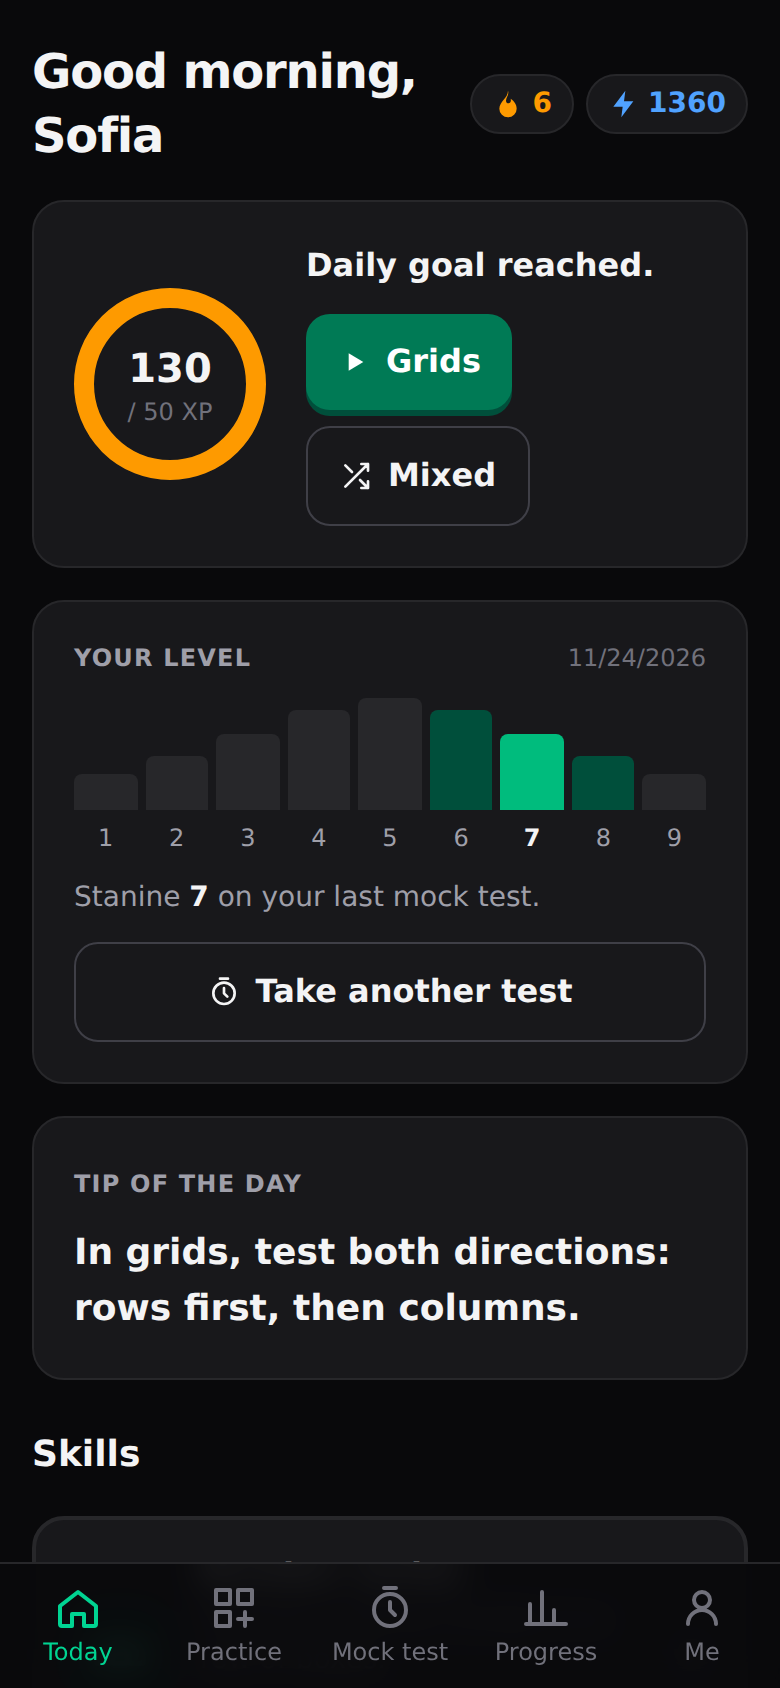 Good morning,
Sofia
6
1360
Daily goal reached.
130
/ 50 XP
Grids
Mixed
YOUR LEVEL
11/24/2026
1 2 3 4 5 6 7 8 9
Stanine 7 on your last mock test.
Take another test
TIP OF THE DAY
In grids, test both directions:
rows first, then columns.
Skills
Today
Practice
Mock test
Progress
Me